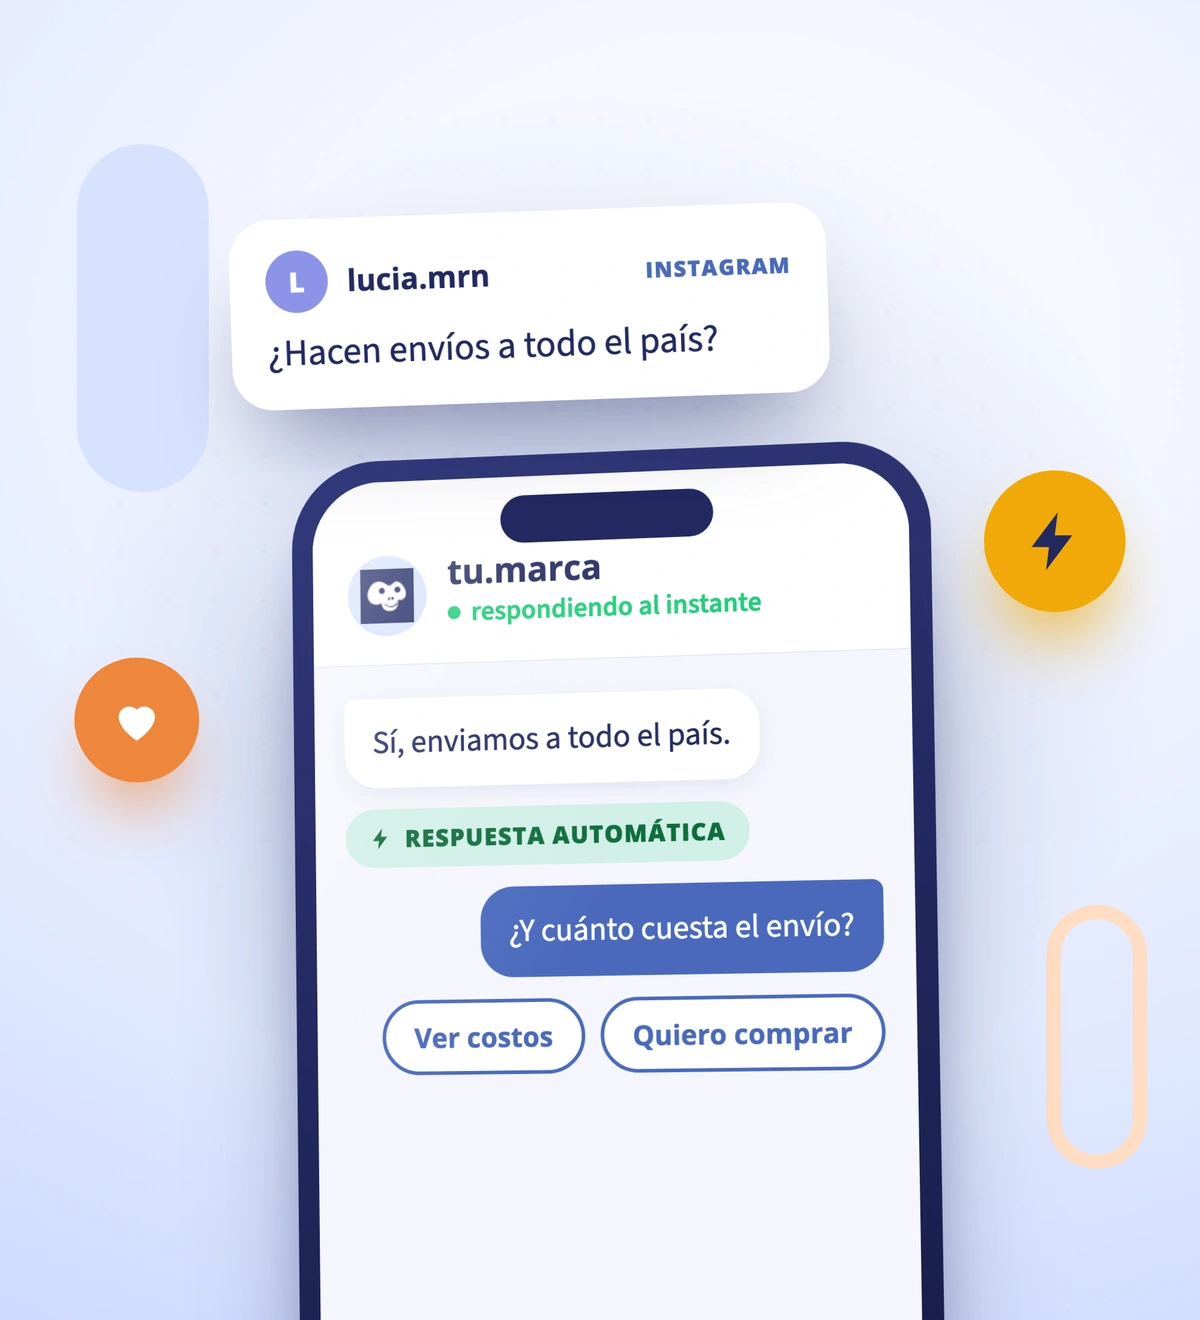 L
lucia.mrn
INSTAGRAM
¿Hacen envíos a todo el país?
tu.marca
respondiendo al instante
Sí, enviamos a todo el país.
RESPUESTA AUTOMÁTICA
¿Y cuánto cuesta el envío?
Ver costos
Quiero comprar